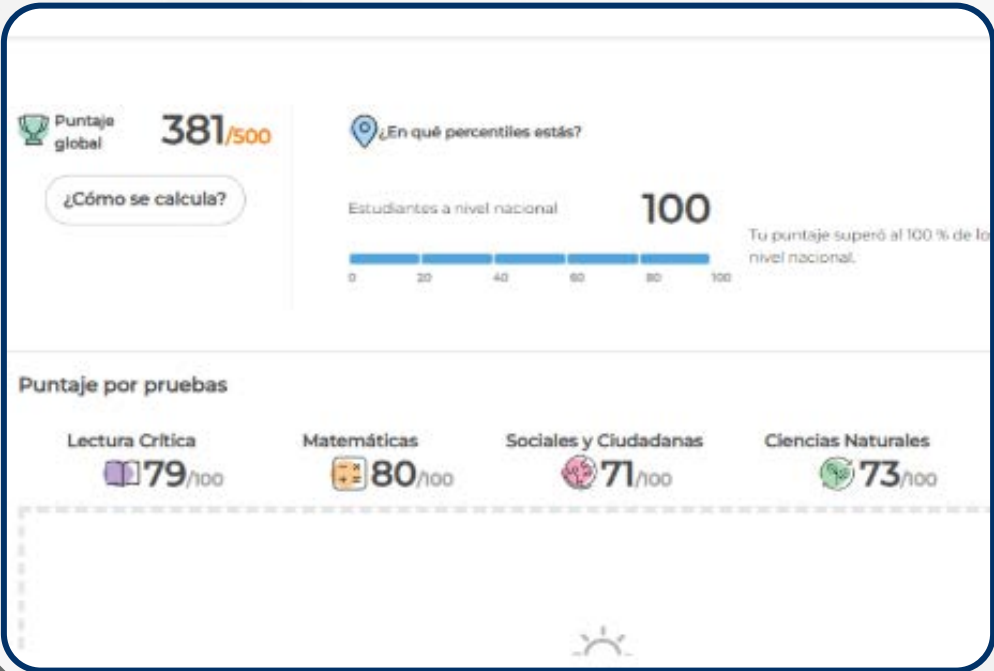 Puntaje global
381/500
¿Cómo se calcula?
¿En qué percentiles estás?
Estudiantes a nivel nacional
100
0 20 40 60 80 100
Tu puntaje superó al 100 % de lo
nivel nacional.
Puntaje por pruebas
Lectura Crítica
79/100
Matemáticas
80/100
Sociales y Ciudadanas
71/100
Ciencias Naturales
73/100